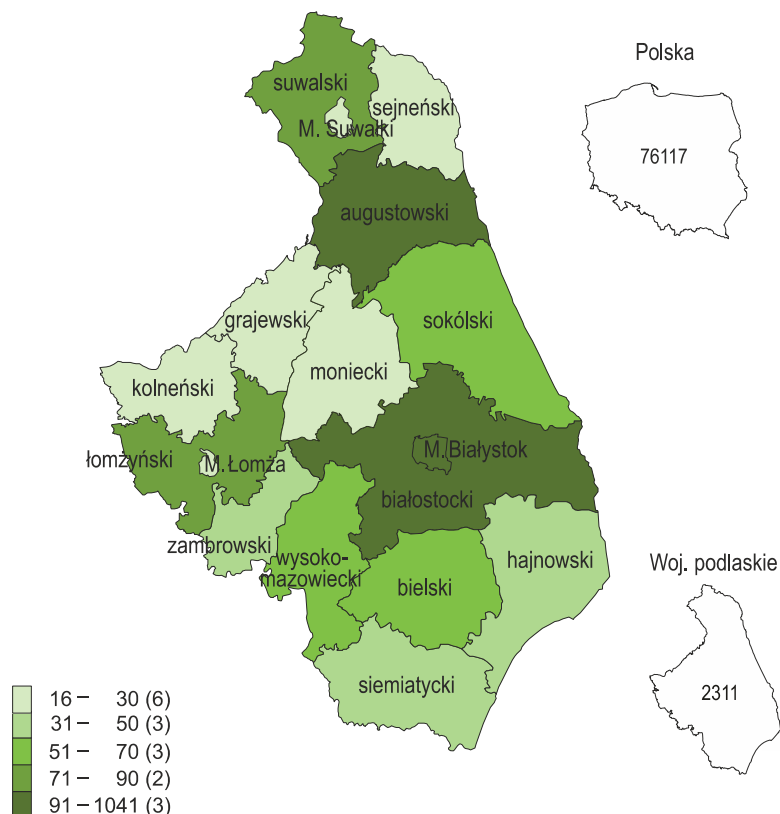 Polska
76117
suwalski
sejneński
M. Suwałki
augustowski
sokólski
grajewski
moniecki
kolneński
łomżyński
M. Łomża
M. Białystok
białostocki
zambrowski
wysoko-
mazowiecki
bielski
hajnowski
siemiatycki
Woj. podlaskie
2311
16 – 30 (6)
31 – 50 (3)
51 – 70 (3)
71 – 90 (2)
91 – 1041 (3)